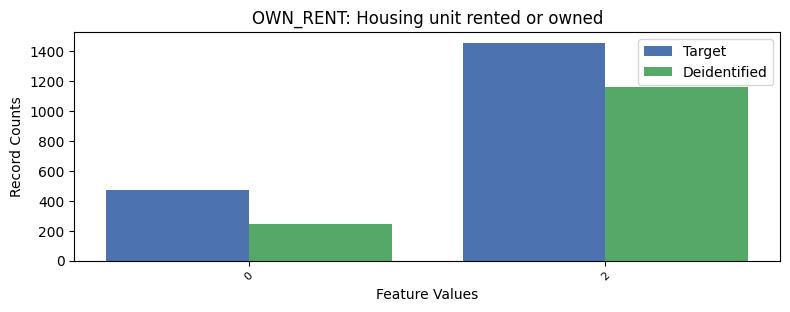 OWN_RENT: Housing unit rented or owned
Target
Deidentified
Record Counts
1400
1200
1000
800
600
400
200
0
0
2
Feature Values